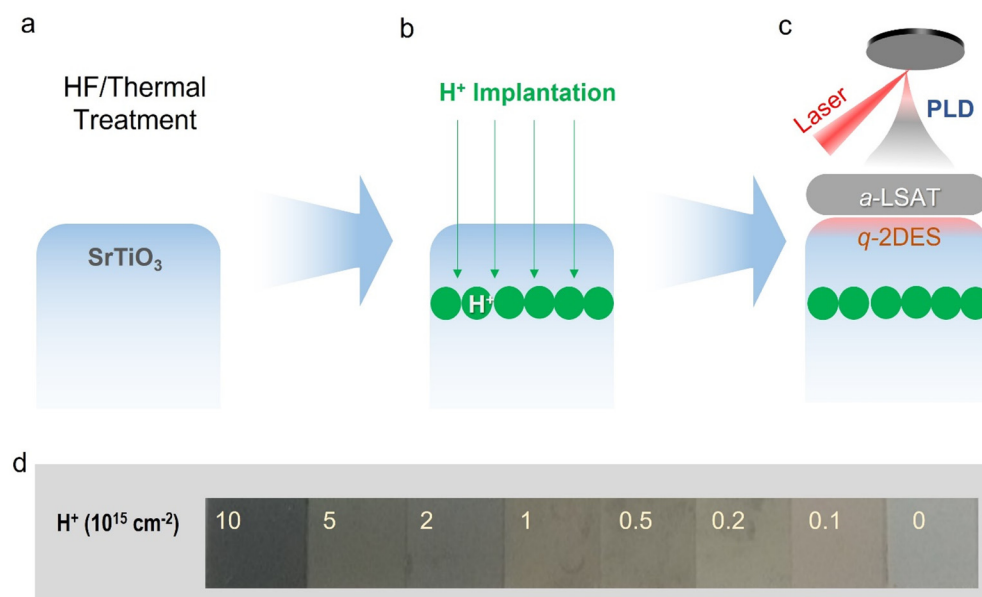 a
HF/Thermal
Treatment
SrTiO₃
b
H⁺ Implantation
H⁺
c
Laser
PLD
a-LSAT
q-2DES
d
H⁺ (10¹⁵ cm⁻²)
10 5 2 1 0.5 0.2 0.1 0